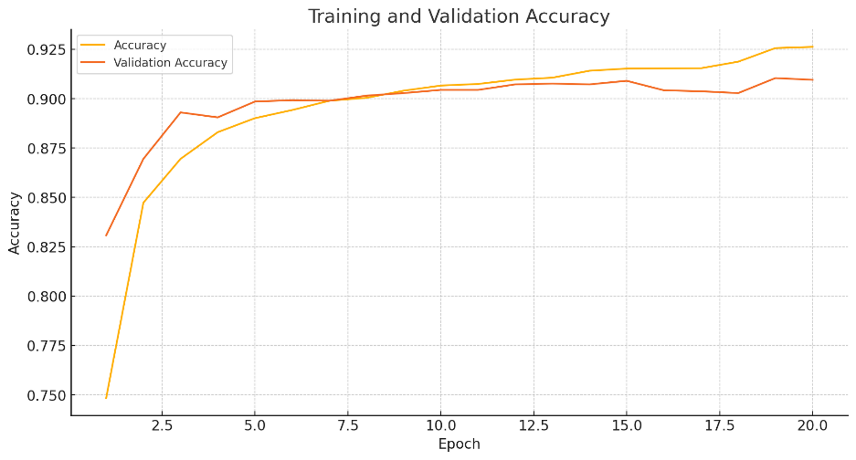 Training and Validation Accuracy
Accuracy
Validation Accuracy
0.925
0.900
0.875
0.850
0.825
0.800
0.775
0.750
Accuracy
2.5 5.0 7.5 10.0 12.5 15.0 17.5 20.0
Epoch